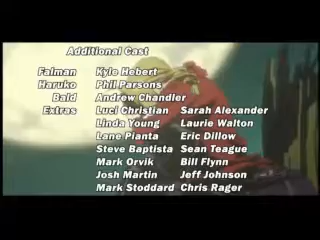 Additional Cast
Falman Kyle Hebert
Haruko Phil Parsons
Bald Andrew Chandler
Extras Luci Christian Sarah Alexander
Linda Young Laurie Walton
Lane Pianta Eric Dillow
Steve Baptista Sean Teague
Mark Orvik Bill Flynn
Josh Martin Jeff Johnson
Mark Stoddard Chris Rager